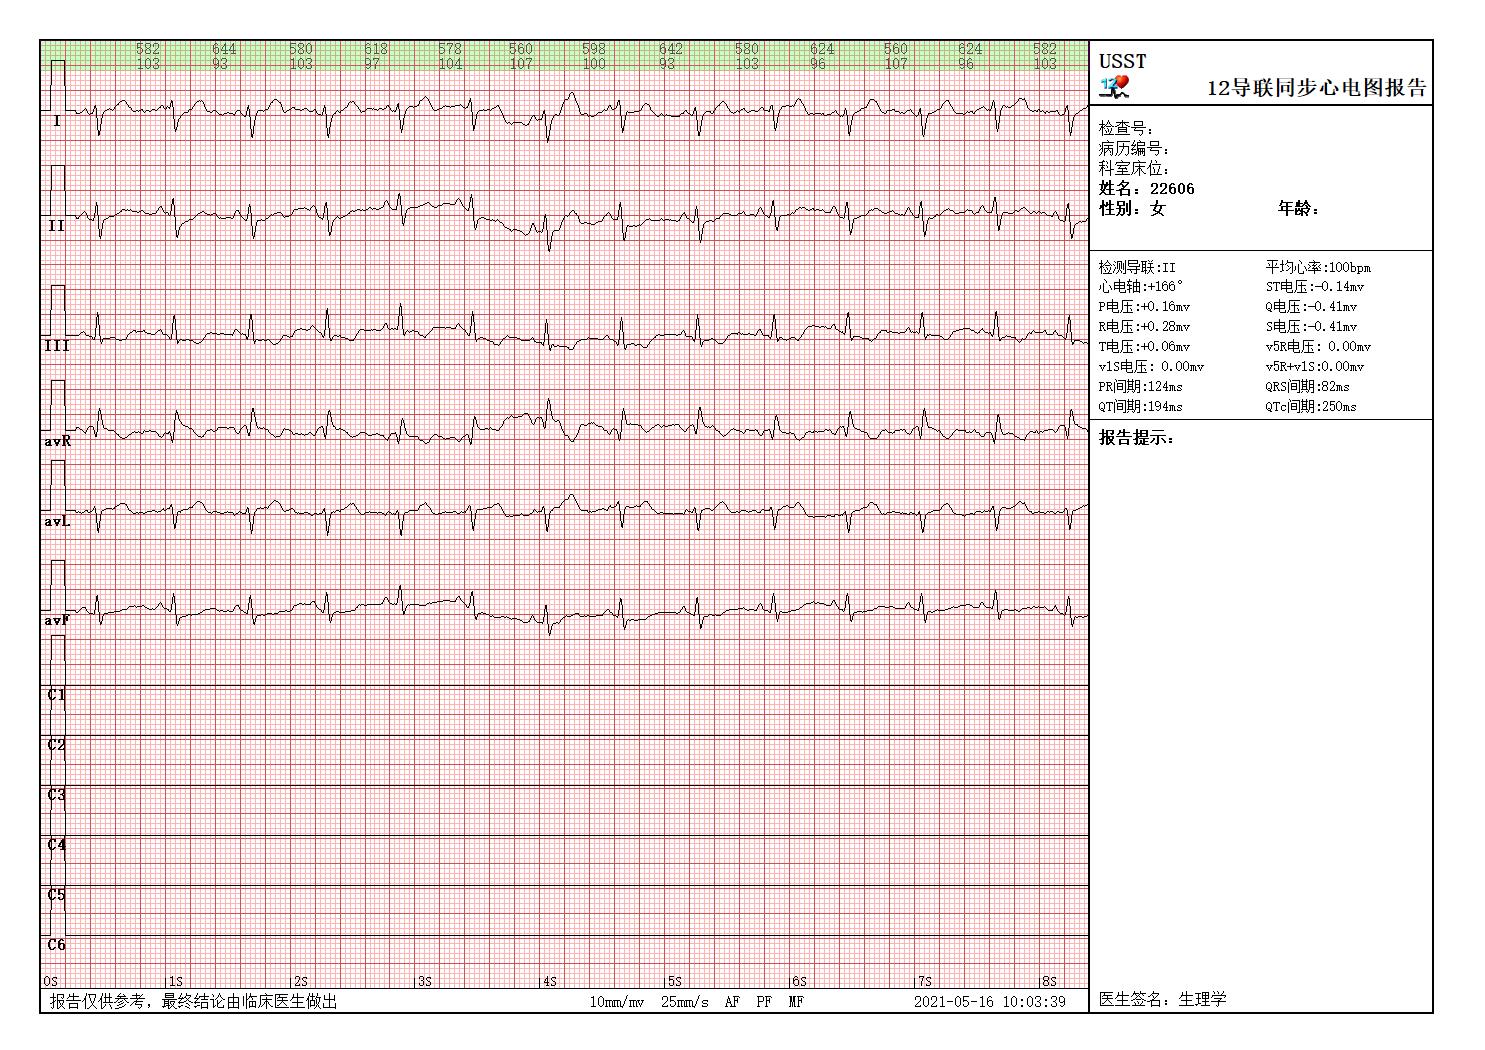 582 644 580 618 578 560 598 642 580 624 560 624 582
103 93 103 97 104 107 100 93 103 96 107 96 103
I
II
III
avR
avL
avF
C1
C2
C3
C4
C5
C6
0S 1S 2S 3S 4S 5S 6S 7S 8S
报告仅供参考，最终结论由临床医生做出 10mm/mv 25mm/s AF PF MF 2021-05-16 10:03:39
USST
12
12导联同步心电图报告
检查号：
病历编号：
科室床位：
姓名：22606
性别：女 年龄：
检测导联:II 平均心率:100bpm
心电轴:+166° ST电压:-0.14mv
P电压:+0.16mv Q电压:-0.41mv
R电压:+0.28mv S电压:-0.41mv
T电压:+0.06mv v5R电压: 0.00mv
v1S电压: 0.00mv v5R+v1S:0.00mv
PR间期:124ms QRS间期:82ms
QT间期:194ms QTc间期:250ms
报告提示：
医生签名：生理学